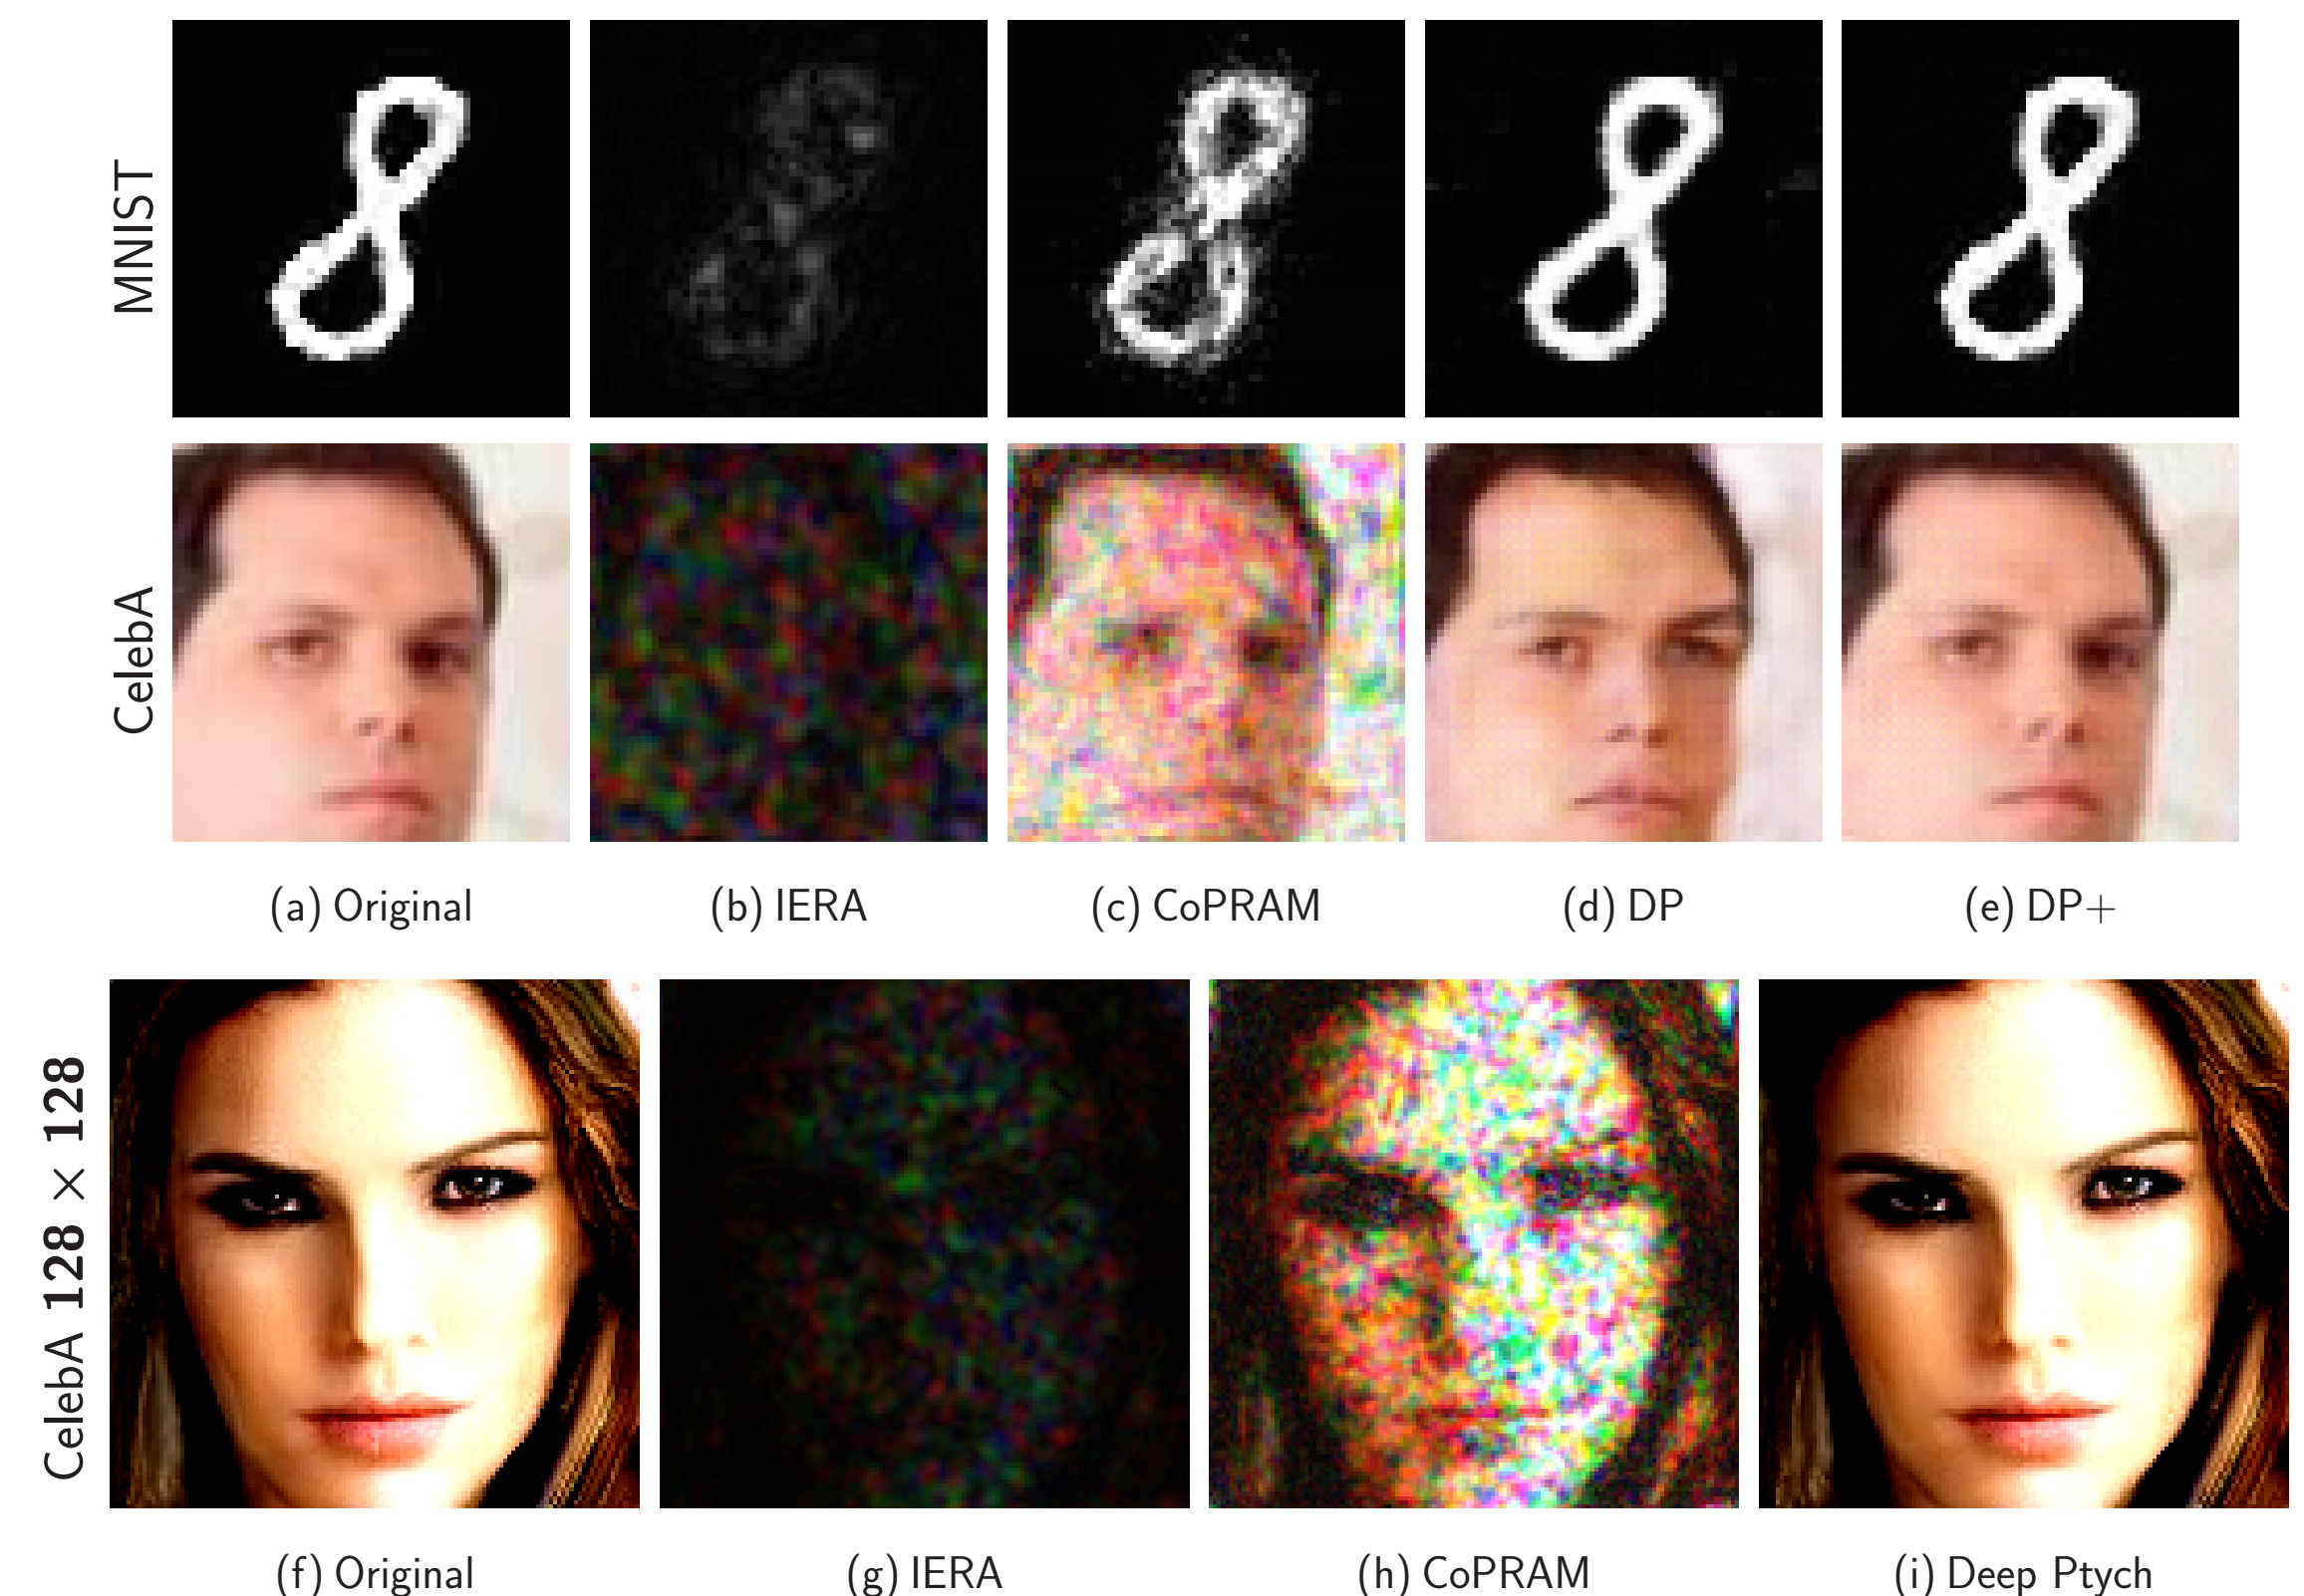 MNIST
CelebA
(a) Original
(b) IERA
(c) CoPRAM
(d) DP
(e) DP+
CelebA 128 × 128
(f) Original
(g) IERA
(h) CoPRAM
(i) Deep Ptych